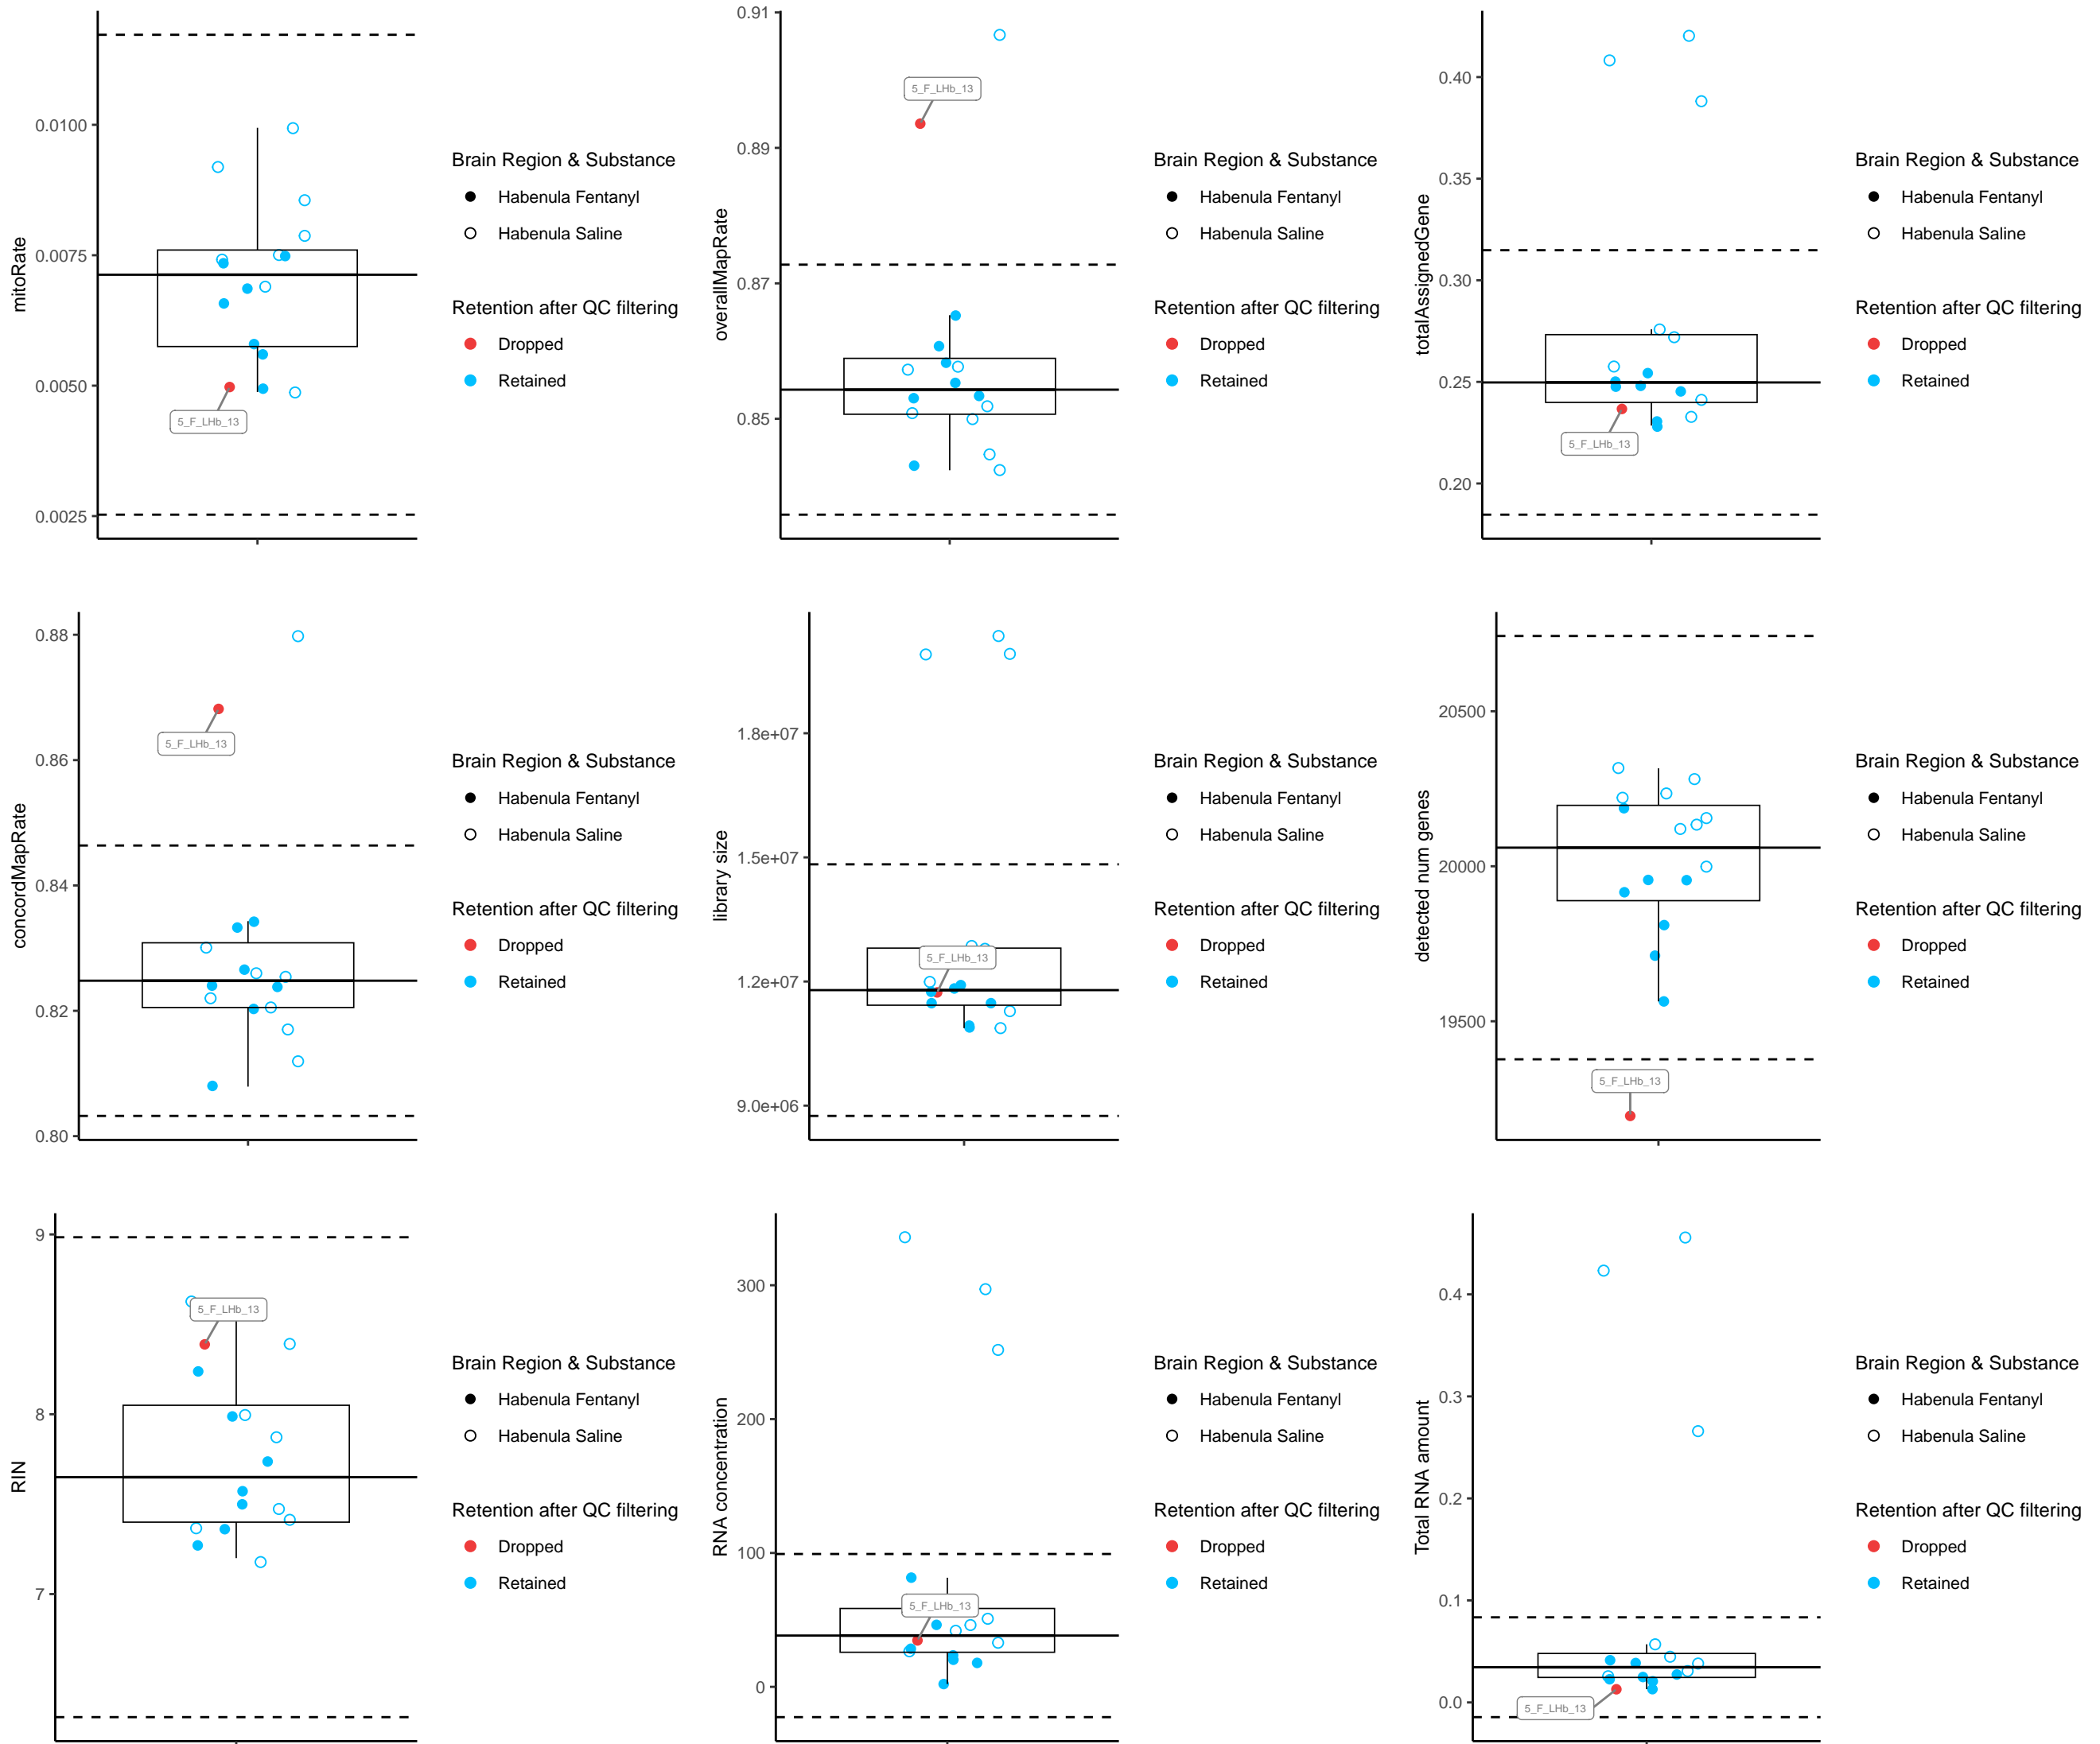 mitoRate
0.0100
0.0075
0.0050
0.0025
5_F_LHb_13
Brain Region & Substance
Habenula Fentanyl
Habenula Saline
Retention after QC filtering
Dropped
Retained
overallMapRate
0.91
0.89
0.87
0.85
5_F_LHb_13
Brain Region & Substance
Habenula Fentanyl
Habenula Saline
Retention after QC filtering
Dropped
Retained
totalAssignedGene
0.40
0.35
0.30
0.25
0.20
5_F_LHb_13
Brain Region & Substance
Habenula Fentanyl
Habenula Saline
Retention after QC filtering
Dropped
Retained
concordMapRate
0.88
0.86
0.84
0.82
0.80
5_F_LHb_13
Brain Region & Substance
Habenula Fentanyl
Habenula Saline
Retention after QC filtering
Dropped
Retained
library size
1.8e+07
1.5e+07
1.2e+07
9.0e+06
5_F_LHb_13
Brain Region & Substance
Habenula Fentanyl
Habenula Saline
Retention after QC filtering
Dropped
Retained
detected num genes
20500
20000
19500
5_F_LHb_13
Brain Region & Substance
Habenula Fentanyl
Habenula Saline
Retention after QC filtering
Dropped
Retained
RIN
9
8
7
5_F_LHb_13
Brain Region & Substance
Habenula Fentanyl
Habenula Saline
Retention after QC filtering
Dropped
Retained
RNA concentration
300
200
100
0
5_F_LHb_13
Brain Region & Substance
Habenula Fentanyl
Habenula Saline
Retention after QC filtering
Dropped
Retained
Total RNA amount
0.4
0.3
0.2
0.1
0.0
5_F_LHb_13
Brain Region & Substance
Habenula Fentanyl
Habenula Saline
Retention after QC filtering
Dropped
Retained